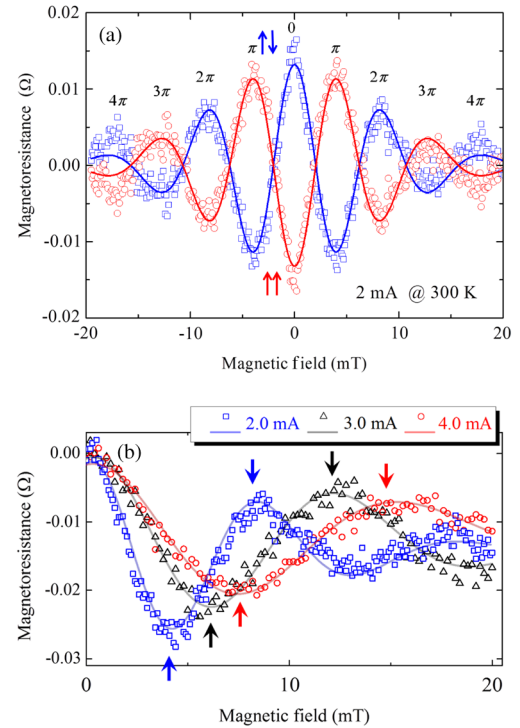 (a)
0
π π
2π 2π
3π 3π
4π 4π
0.02
0.01
0.00
-0.01
-0.02
Magnetoresistance (Ω)
2 mA @ 300 K
-20 -10 0 10 20
Magnetic field (mT)
2.0 mA 3.0 mA 4.0 mA
(b)
0.00
-0.01
-0.02
-0.03
Magnetoresistance (Ω)
0 10 20
Magnetic field (mT)